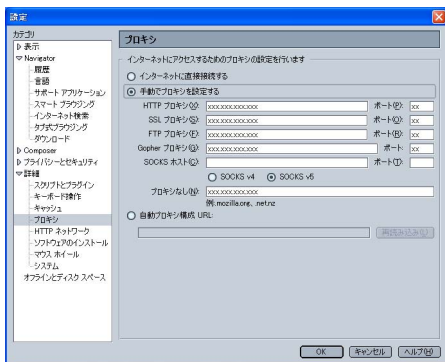 設定
カテゴリ
表示
Navigator
履歴
言語
サポート アプリケーション
スマート ブラウジング
インターネット検索
タブ式ブラウジング
ダウンロード
Composer
プライバシーとセキュリティ
詳細
スクリプトとプラグイン
キーボード操作
キャッシュ
プロキシ
HTTP ネットワーク
ソフトウェアのインストール
マウス ホイール
システム
オフラインとディスク スペース
プロキシ
インターネットにアクセスするためのプロキシの設定を行います
インターネットに直接接続する
手動でプロキシを設定する
HTTP プロキシ(X): xxx.xxx.xxx.xxx ポート(P): xx
SSL プロキシ(S): xxx.xxx.xxx.xxx ポート(O): xx
FTP プロキシ(F): xxx.xxx.xxx.xxx ポート(R): xx
Gopher プロキシ(G): xxx.xxx.xxx.xxx ポート: xx
SOCKS ホスト(C): ポート(T):
SOCKS v4 SOCKS v5
プロキシなし(N): xxx.xxx.xxx.xxx
例:.mozilla.org, .net.nz
自動プロキシ構成 URL:
再読み込み(L)
OK キャンセル ヘルプ(H)